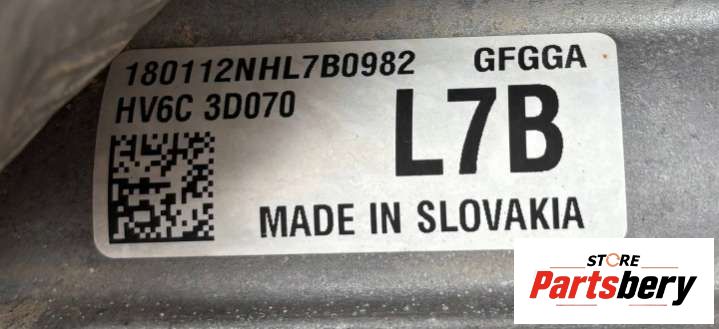 180112NHL7B0982 GFGGA
HV6C 3D070
L7B
MADE IN SLOVAKIA
STORE
Partsbery